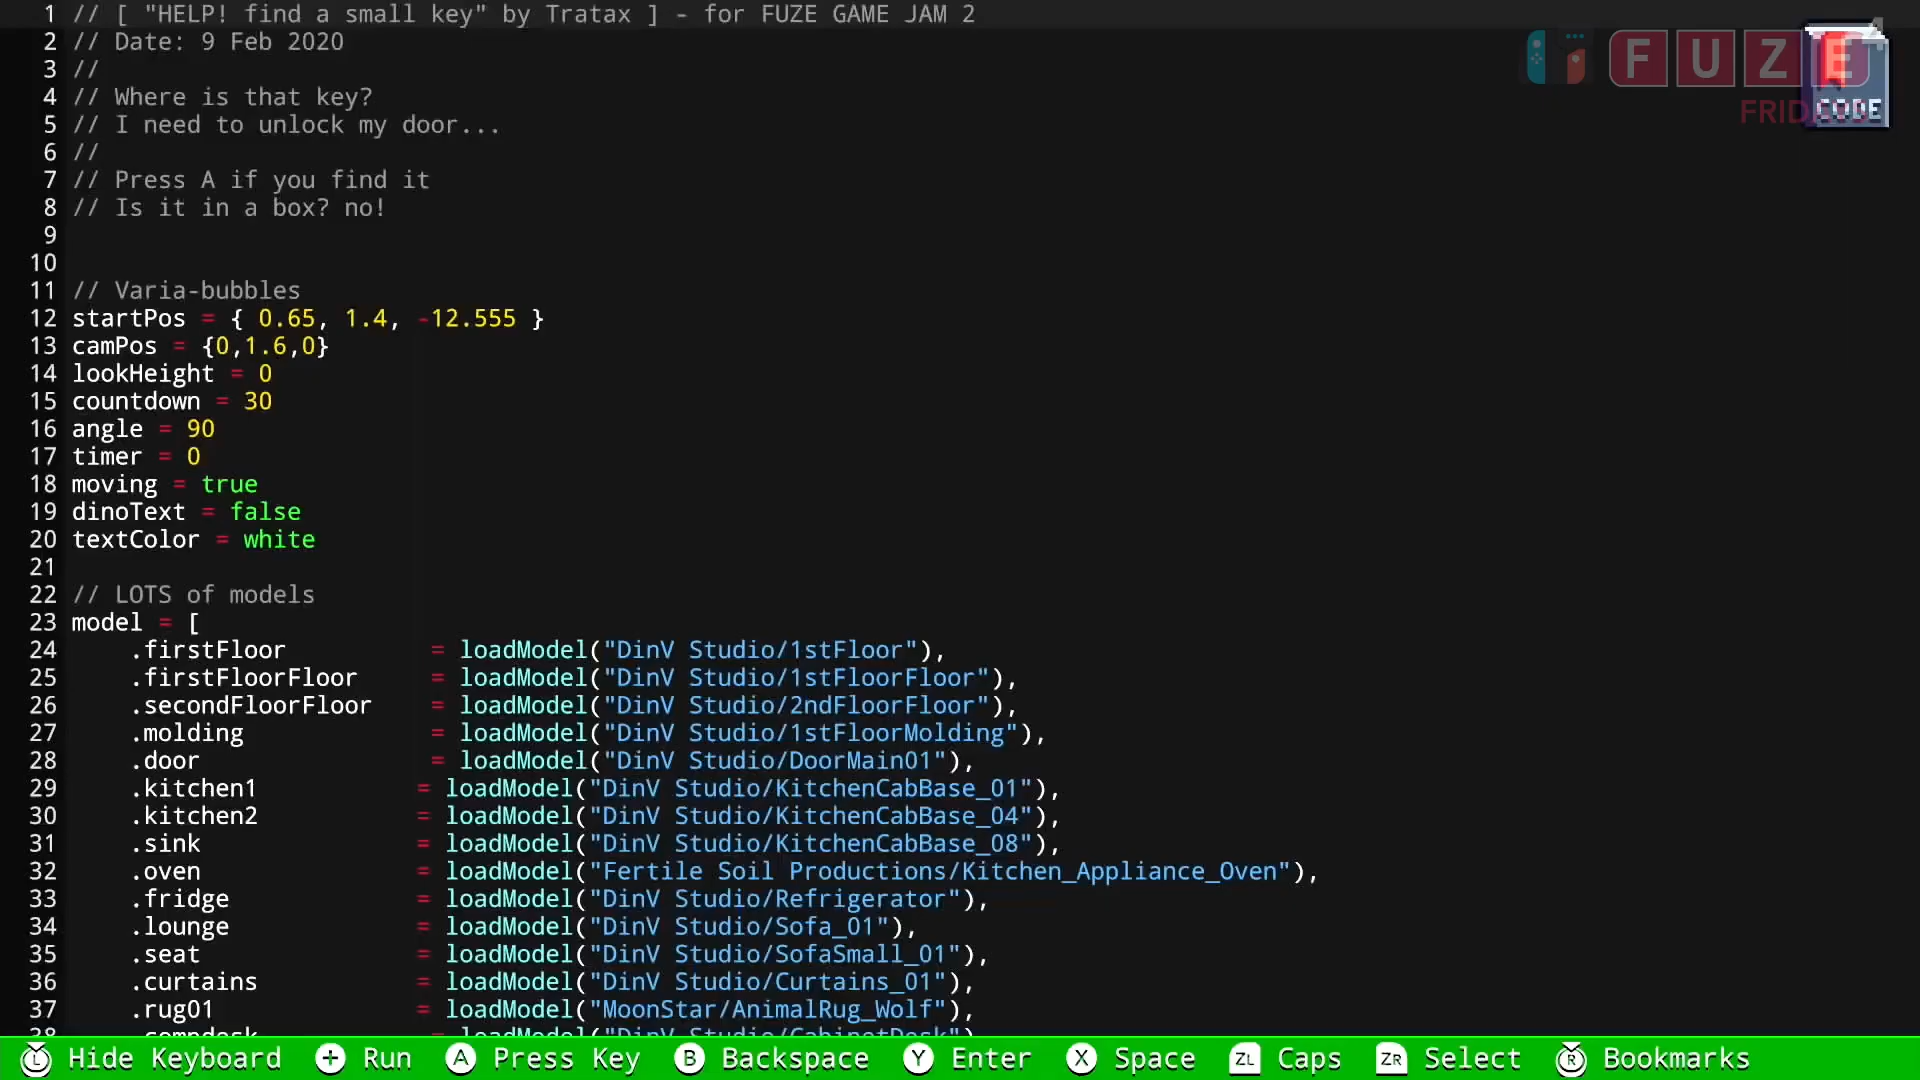 1 // [ "HELP! find a small key" by Tratax ] - for FUZE GAME JAM 2
2 // Date: 9 Feb 2020
3 //
4 // Where is that key?
5 // I need to unlock my door...
6 //
7 // Press A if you find it
8 // Is it in a box? no!
9
10
11 // Varia-bubbles
12 startPos = { 0.65, 1.4, -12.555 }
13 camPos = {0,1.6,0}
14 lookHeight = 0
15 countdown = 30
16 angle = 90
17 timer = 0
18 moving = true
19 dinoText = false
20 textColor = white
21
22 // LOTS of models
23 model = [
24 .firstFloor = loadModel("DinV Studio/1stFloor"),
25 .firstFloorFloor = loadModel("DinV Studio/1stFloorFloor"),
26 .secondFloorFloor = loadModel("DinV Studio/2ndFloorFloor"),
27 .molding = loadModel("DinV Studio/1stFloorMolding"),
28 .door = loadModel("DinV Studio/DoorMain01"),
29 .kitchen1 = loadModel("DinV Studio/KitchenCabBase_01"),
30 .kitchen2 = loadModel("DinV Studio/KitchenCabBase_04"),
31 .sink = loadModel("DinV Studio/KitchenCabBase_08"),
32 .oven = loadModel("Fertile Soil Productions/Kitchen_Appliance_Oven"),
33 .fridge = loadModel("DinV Studio/Refrigerator"),
34 .lounge = loadModel("DinV Studio/Sofa_01"),
35 .seat = loadModel("DinV Studio/SofaSmall_01"),
36 .curtains = loadModel("DinV Studio/Curtains_01"),
37 .rug01 = loadModel("MoonStar/AnimalRug_Wolf"),
38 .compdesk = loadModel("DinV Studio/CabinetDesk")
FUZE
4
CODE
L Hide Keyboard + Run A Press Key B Backspace Y Enter X Space ZL Caps ZR Select R Bookmarks